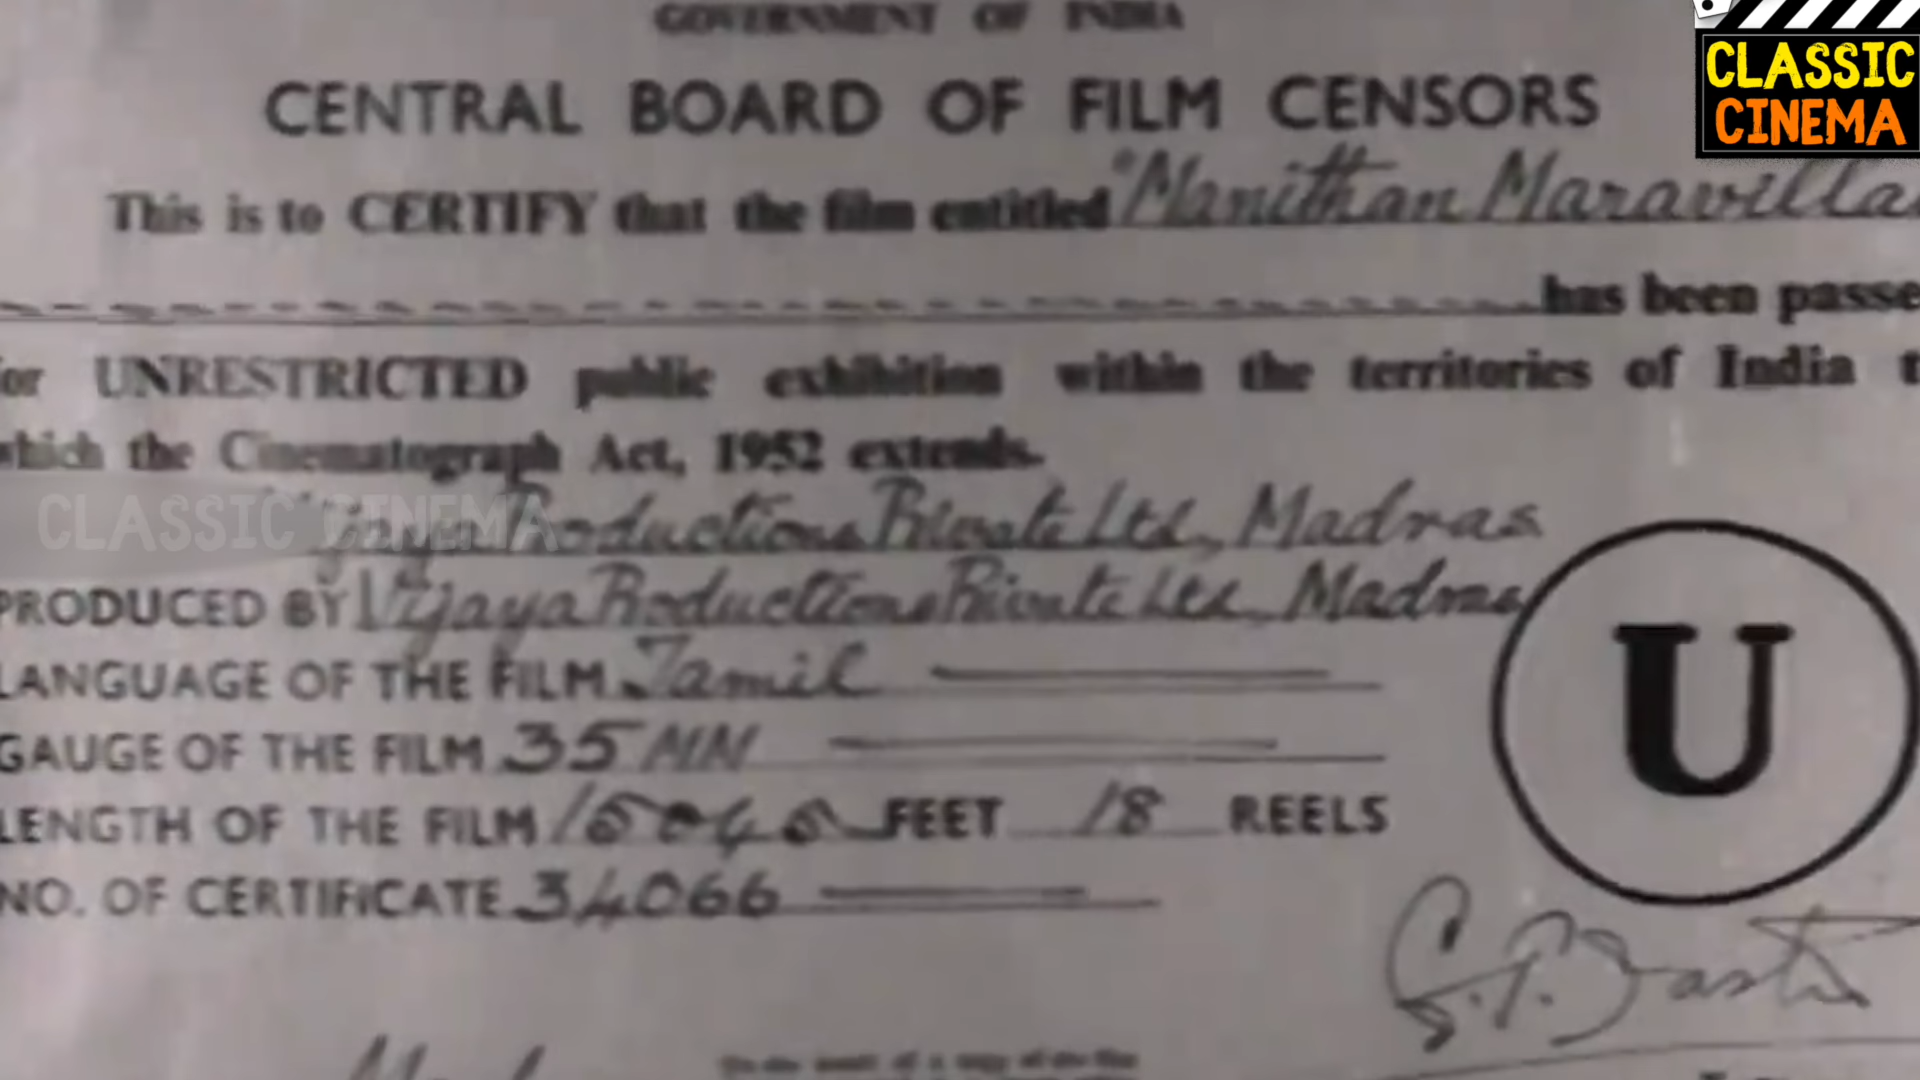 GOVERNMENT OF INDIA
CLASSIC
CINEMA
CENTRAL BOARD OF FILM CENSORS
This is to CERTIFY that the film entitled "Manithan Maravilla
has been passe
or UNRESTRICTED public exhibition within the territories of India t
which the Cinematograph Act, 1952 extends.
CLASSIC CINEMA
ijaya Productions Private Ltd., Madras
PRODUCED BY Vijaya Productions Private Ltd., Madras
LANGUAGE OF THE FILM Tamil
U
GAUGE OF THE FILM 35 MM
LENGTH OF THE FILM FEET 18 REELS
NO. OF CERTIFICATE 34066